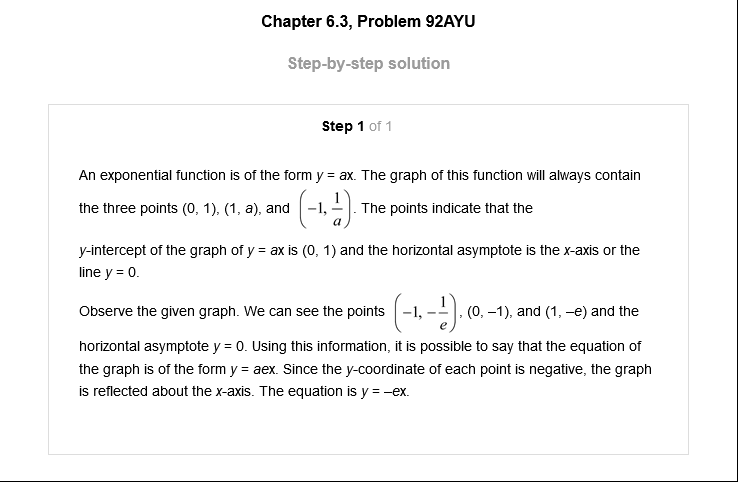 Chapter 6.3, Problem 92AYU
Step-by-step solution
Step 1 of 1
An exponential function is of the form y = ax. The graph of this function will always contain
the three points (0, 1), (1, a), and (−1, 1/a). The points indicate that the
y-intercept of the graph of y = ax is (0, 1) and the horizontal asymptote is the x-axis or the
line y = 0.
Observe the given graph. We can see the points (−1, −1/e), (0, –1), and (1, –e) and the
horizontal asymptote y = 0. Using this information, it is possible to say that the equation of
the graph is of the form y = aex. Since the y-coordinate of each point is negative, the graph
is reflected about the x-axis. The equation is y = –ex.